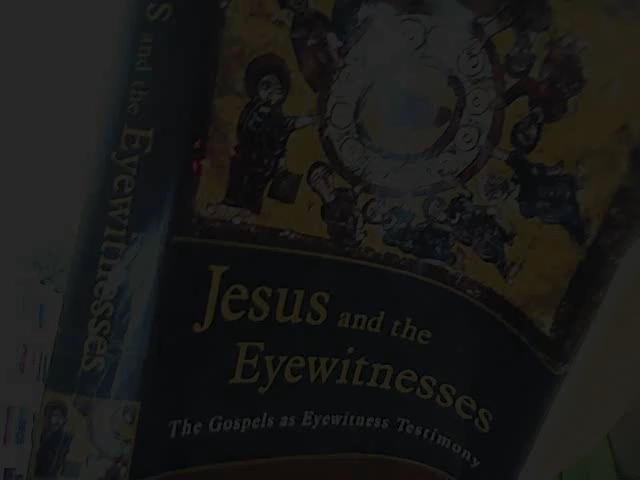 s and the Eyewitnesses
Jesus and the
Eyewitnesses
The Gospels as Eyewitness Testimony